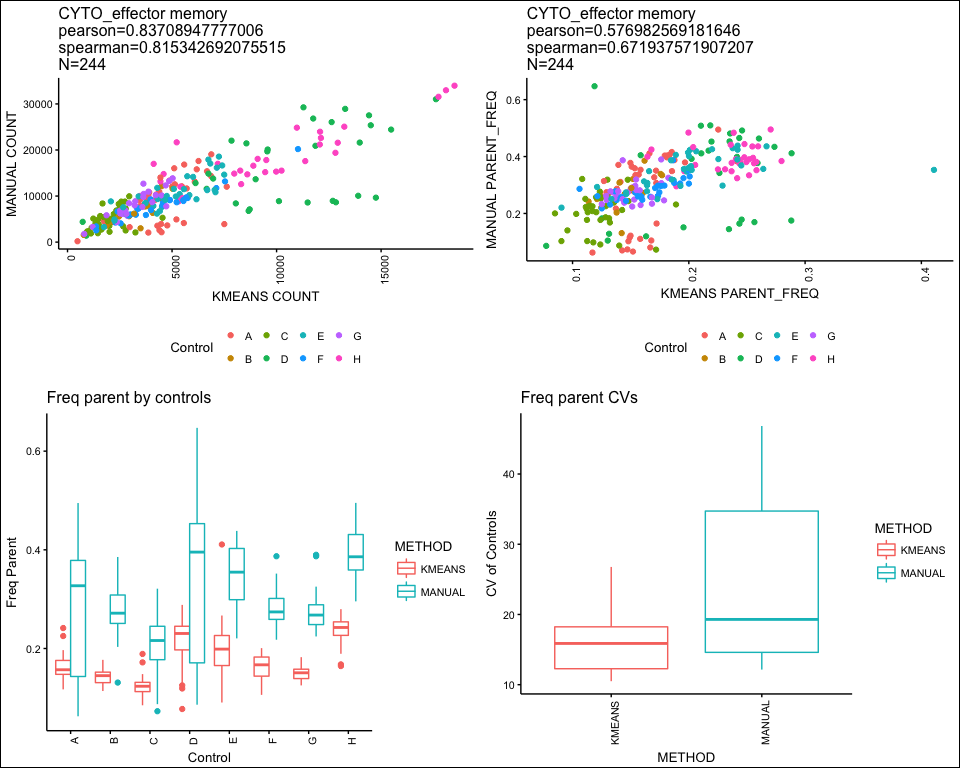 CYTO_effector memory
pearson=0.83708947777006
spearman=0.815342692075515
N=244
30000
20000
10000
0
MANUAL COUNT
0
5000
10000
15000
KMEANS COUNT
Control
A
C
E
G
B
D
F
H
CYTO_effector memory
pearson=0.576982569181646
spearman=0.671937571907207
N=244
0.6
0.4
0.2
MANUAL PARENT_FREQ
0.1
0.2
0.3
0.4
KMEANS PARENT_FREQ
Control
A
C
E
G
B
D
F
H
Freq parent by controls
0.6
0.4
0.2
Freq Parent
A
B
C
D
E
F
G
H
Control
METHOD
KMEANS
MANUAL
Freq parent CVs
40
30
20
10
CV of Controls
KMEANS
MANUAL
METHOD
METHOD
KMEANS
MANUAL